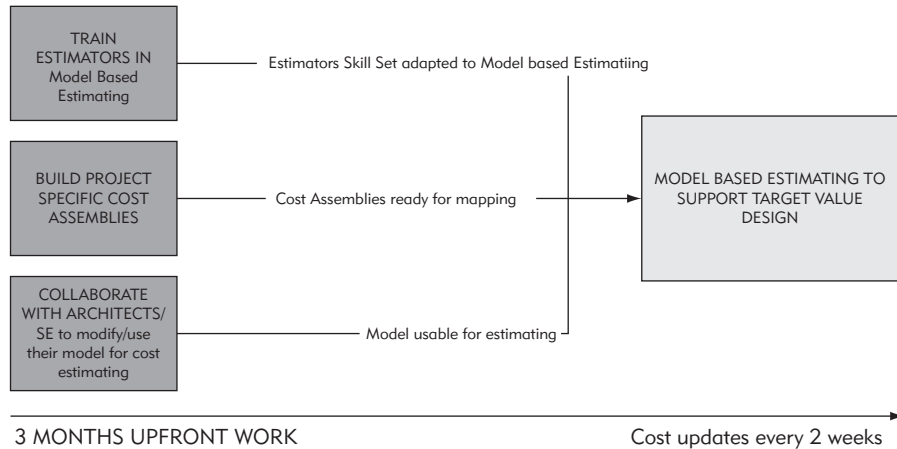 TRAIN
ESTIMATORS IN
Model Based
Estimating
Estimators Skill Set adapted to Model based Estimatiing
BUILD PROJECT
SPECIFIC COST
ASSEMBLIES
Cost Assemblies ready for mapping
MODEL BASED ESTIMATING TO
SUPPORT TARGET VALUE
DESIGN
COLLABORATE
WITH ARCHITECTS/
SE to modify/use
their model for cost
estimating
Model usable for estimating
3 MONTHS UPFRONT WORK
Cost updates every 2 weeks